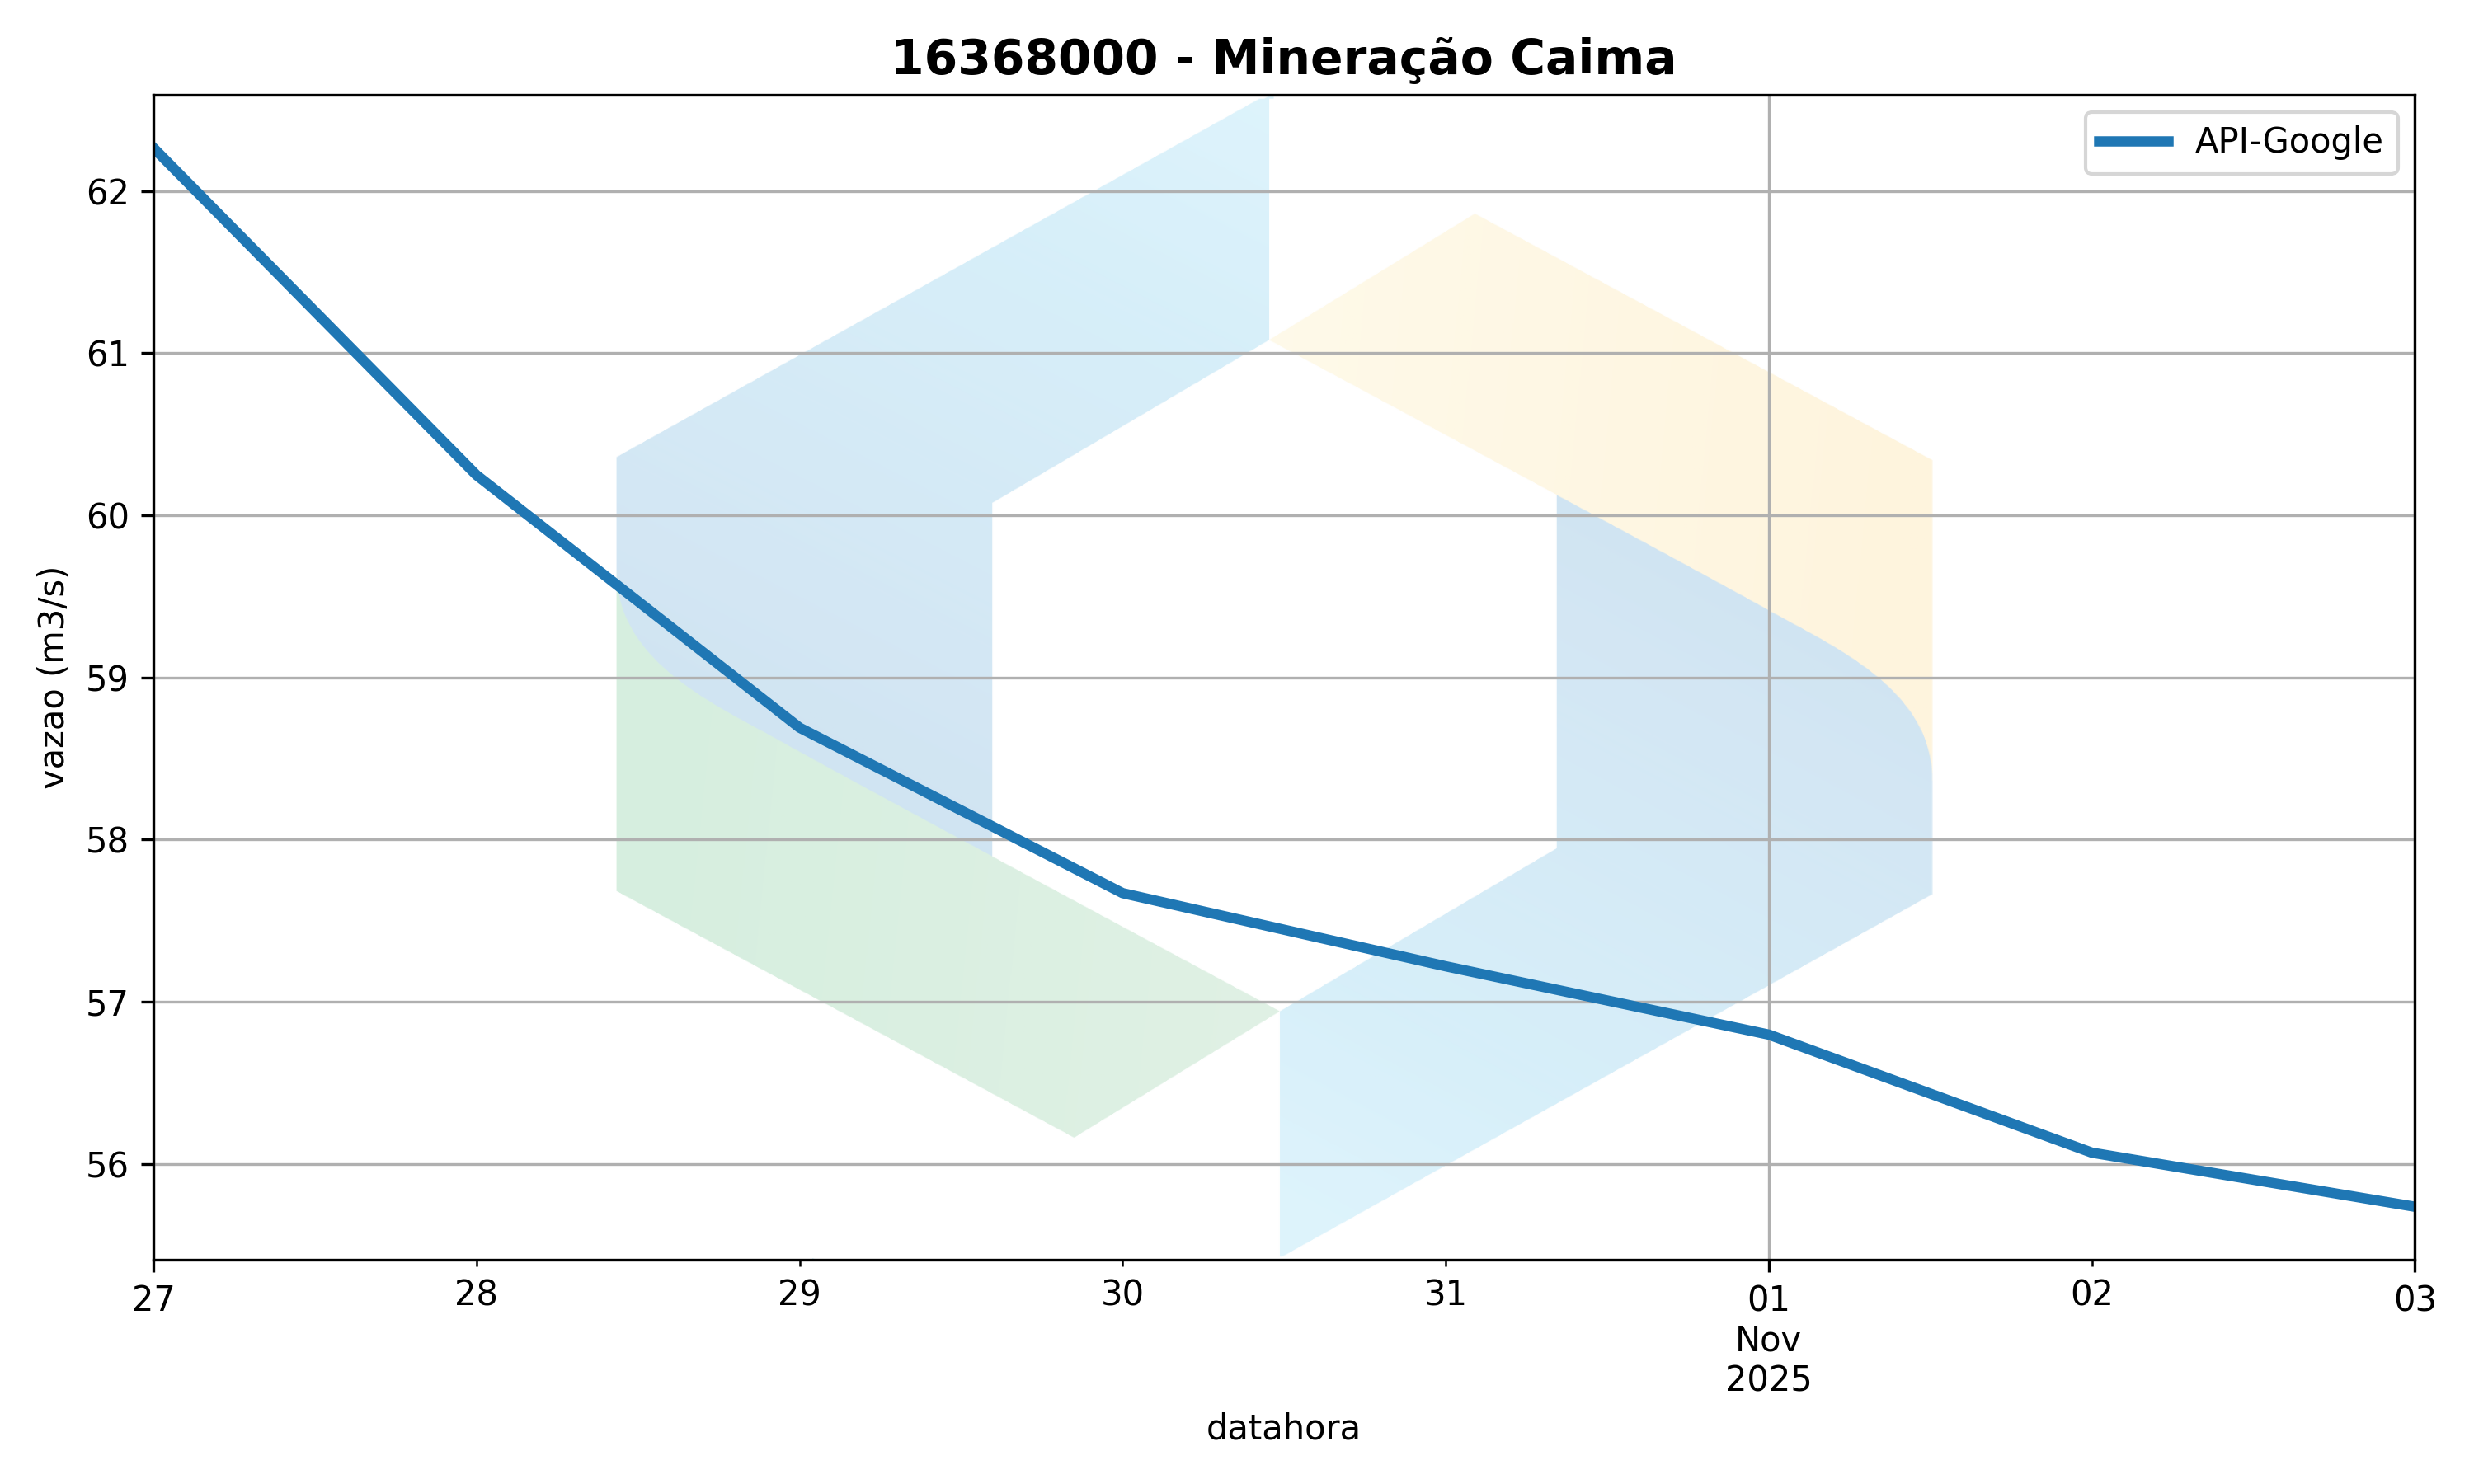 16368000 - Mineração Caima
API-Google
62
61
60
59
58
57
56
vazao (m3/s)
27 28 29 30 31 01 02 03
Nov
2025
datahora